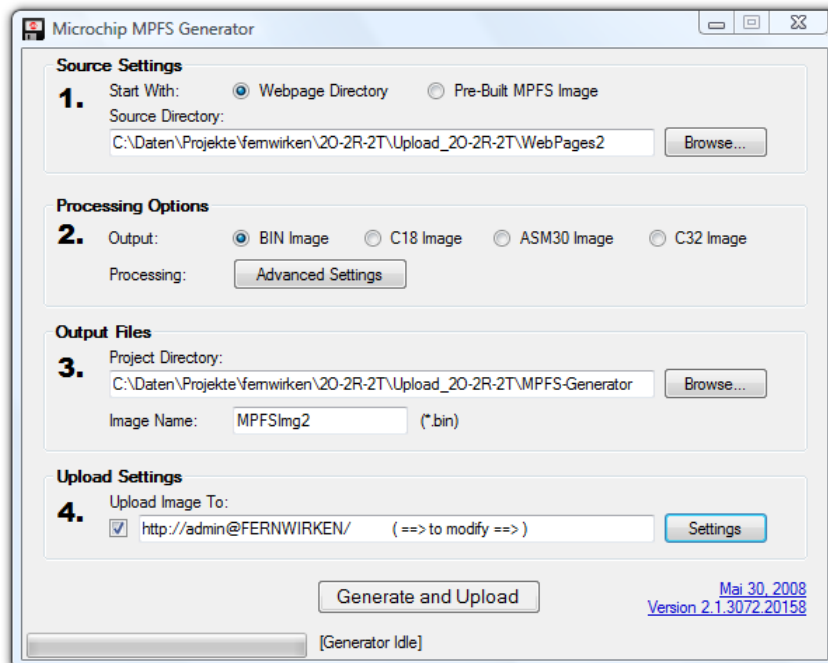 Microchip MPFS Generator
Source Settings
1.
Start With: Webpage Directory Pre-Built MPFS Image
Source Directory:
C:\Daten\Projekte\fernwirken\2O-2R-2T\Upload_2O-2R-2T\WebPages2 Browse...
Processing Options
2.
Output: BIN Image C18 Image ASM30 Image C32 Image
Processing: Advanced Settings
Output Files
3.
Project Directory:
C:\Daten\Projekte\fernwirken\2O-2R-2T\Upload_2O-2R-2T\MPFS-Generator Browse...
Image Name: MPFSImg2 (*.bin)
Upload Settings
4.
Upload Image To:
http://admin@FERNWIRKEN/ ( ==> to modify ==> ) Settings
Generate and Upload
Mai 30, 2008
Version 2.1.3072.20158
[Generator Idle]